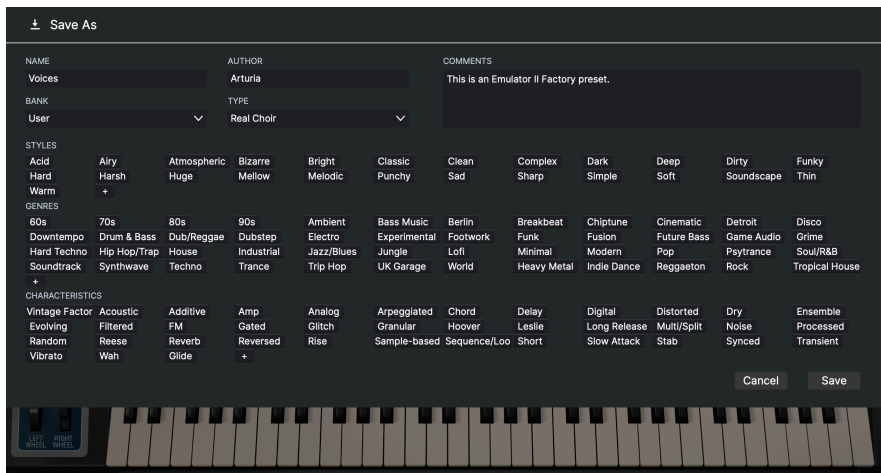 Save As
NAME AUTHOR COMMENTS
Voices Arturia This is an Emulator II Factory preset.
BANK TYPE
User Real Choir
STYLES
Acid Airy Atmospheric Bizarre Bright Classic Clean Complex Dark Deep Dirty Funky
Hard Harsh Huge Mellow Melodic Punchy Sad Sharp Simple Soft Soundscape Thin
Warm +
GENRES
60s 70s 80s 90s Ambient Bass Music Berlin Breakbeat Chiptune Cinematic Detroit Disco
Downtempo Drum & Bass Dub/Reggae Dubstep Electro Experimental Footwork Funk Fusion Future Bass Game Audio Grime
Hard Techno Hip Hop/Trap House Industrial Jazz/Blues Jungle Lofi Minimal Modern Pop Psytrance Soul/R&B
Soundtrack Synthwave Techno Trance Trip Hop UK Garage World Heavy Metal Indie Dance Reggaeton Rock Tropical House
+
CHARACTERISTICS
Vintage Factor Acoustic Additive Amp Analog Arpeggiated Chord Delay Digital Distorted Dry Ensemble
Evolving Filtered FM Gated Glitch Granular Hoover Leslie Long Release Multi/Split Noise Processed
Random Reese Reverb Reversed Rise Sample-based Sequence/Loo Short Slow Attack Stab Synced Transient
Vibrato Wah Glide +
Cancel Save
LEFT WHEEL RIGHT WHEEL